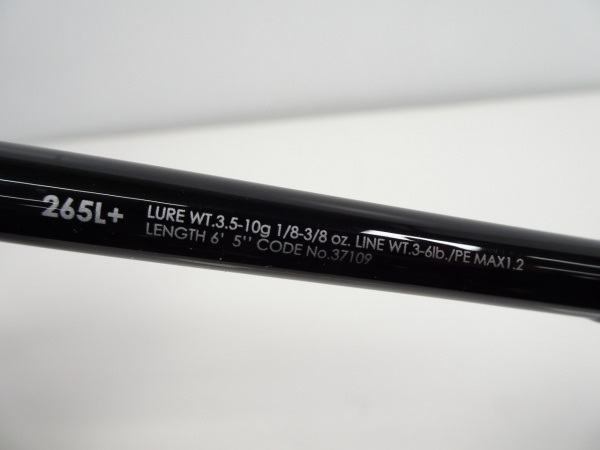 265L+ LURE WT.3.5-10g 1/8-3/8 oz. LINE WT.3-6lb./PE MAX1.2
LENGTH 6' 5'' CODE No.37109